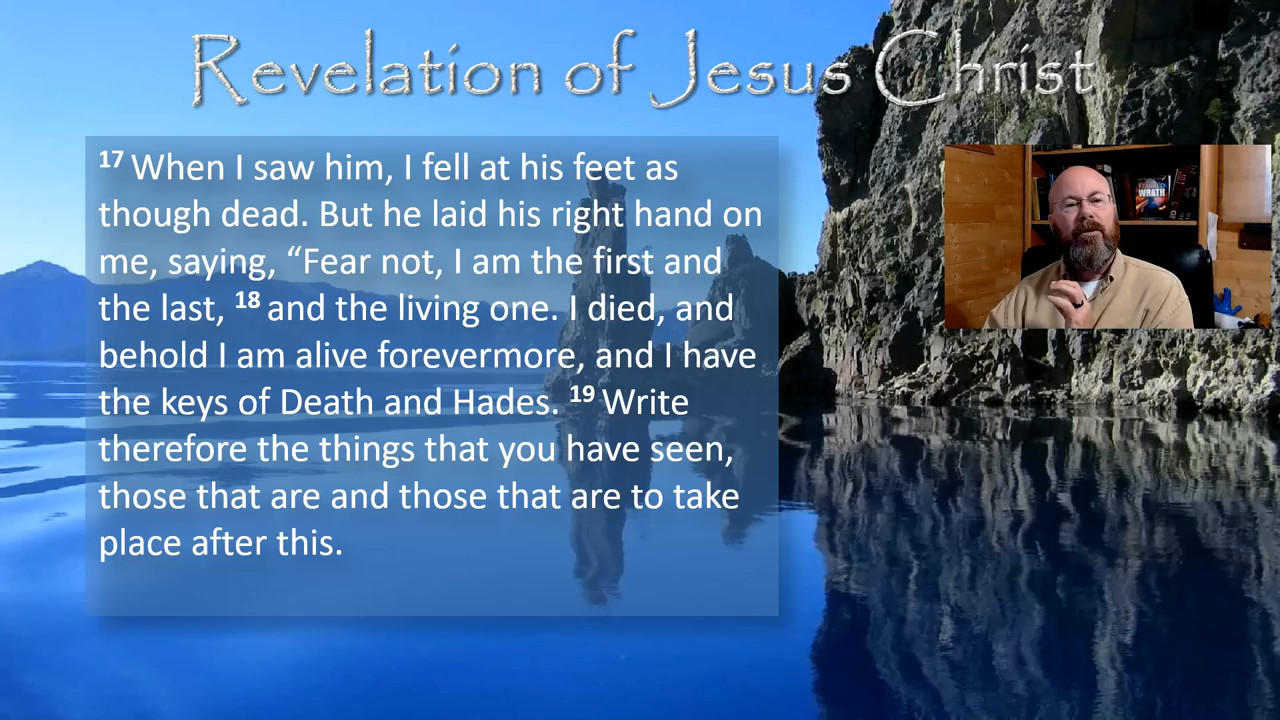 Revelation of Jesus Christ
17 When I saw him, I fell at his feet as
though dead. But he laid his right hand on
me, saying, “Fear not, I am the first and
the last, 18 and the living one. I died, and
behold I am alive forevermore, and I have
the keys of Death and Hades. 19 Write
therefore the things that you have seen,
those that are and those that are to take
place after this.
WRATH